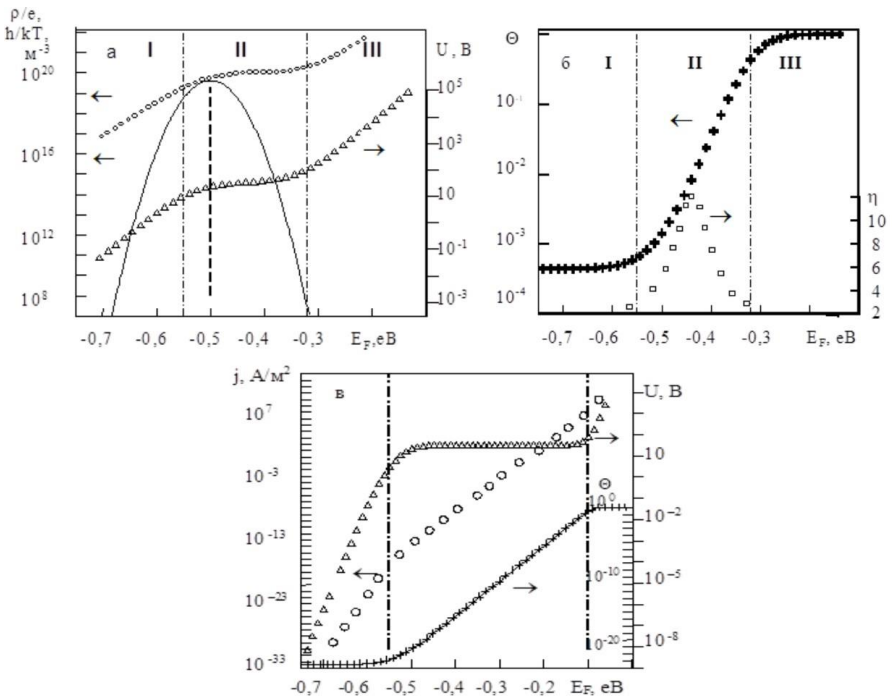 ρ/e,
h/kT,
м⁻³
а I II III
U, В
10²⁰
10¹⁶
10¹²
10⁸
10⁵
10³
10
10⁻¹
10⁻³
-0,7 -0,6 -0,5 -0,4 -0,3 E_F,eB
Θ б I II III
10⁻¹
10⁻²
10⁻³
10⁻⁴
η
10
8
6
4
2
-0,7 -0,6 -0,5 -0,4 -0,3 E_F, eB
j, А/м²
в
U, В
10⁷
10⁻³
10⁻¹³
10⁻²³
10⁻³³
10
10⁻²
10⁻⁵
10⁻⁸
Θ
10⁰
10⁻¹⁰
10⁻²⁰
-0,7 -0,6 -0,5 -0,4 -0,3 -0,2 E_F, eB